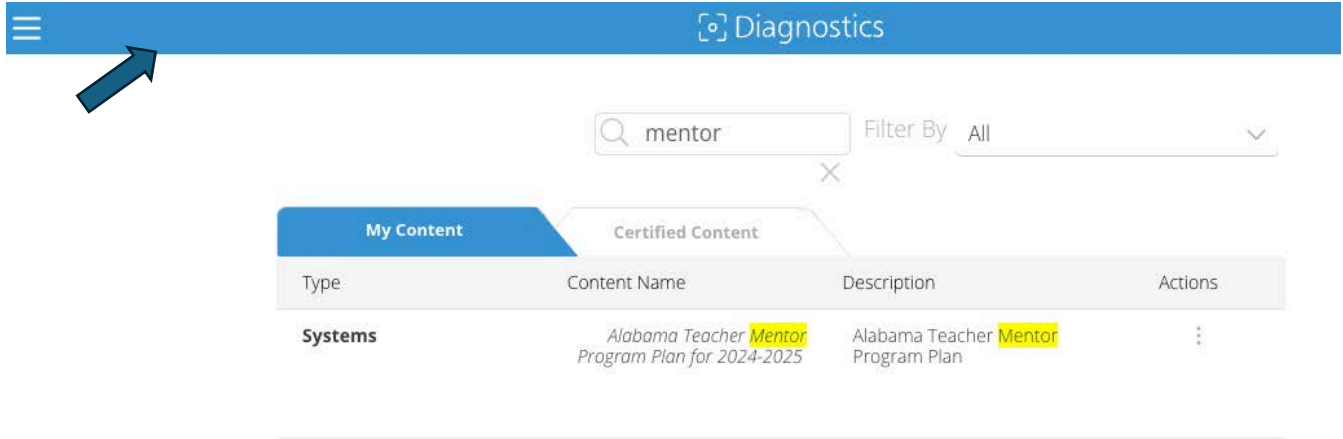 Diagnostics
mentor
Filter By All
My Content Certified Content
Type Content Name Description Actions
Systems Alabama Teacher Mentor Alabama Teacher Mentor
Program Plan for 2024-2025 Program Plan